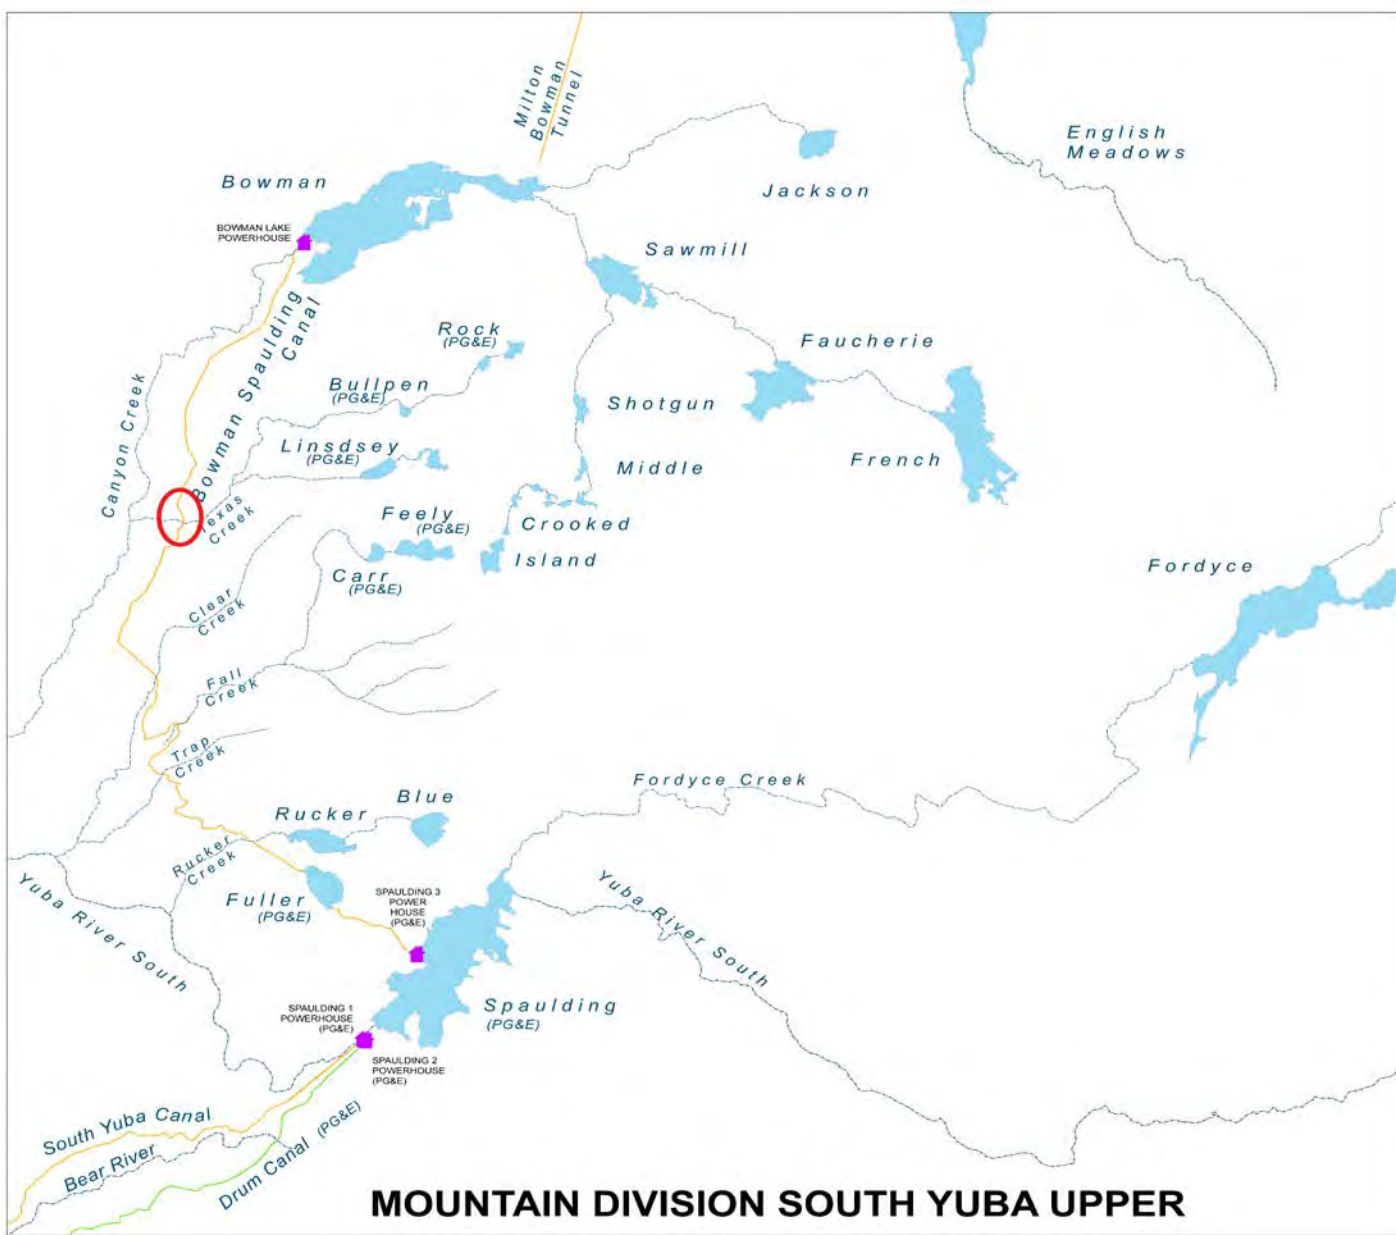 Milton
Bowman
Tunnel
English
Meadows
Bowman
Jackson
BOWMAN LAKE
POWERHOUSE
Sawmill
Bowman Spaulding
Canal
Rock
(PG&E)
Faucherie
Canyon Creek
Bullpen
(PG&E)
Shotgun
Linsdsey
(PG&E)
Middle
French
Texas
Creek
Feely
(PG&E)
Crooked
Island
Carr
(PG&E)
Fordyce
Clear
Creek
Fall
Creek
Trap
Creek
Fordyce Creek
Blue
Rucker
Rucker
Creek
Yuba River South
Fuller
(PG&E)
SPAULDING 3
POWER
HOUSE
(PG&E)
Yuba River South
Spaulding
(PG&E)
SPAULDING 1
POWERHOUSE
(PG&E)
SPAULDING 2
POWERHOUSE
(PG&E)
South Yuba Canal
Bear River
Drum Canal (PG&E)
MOUNTAIN DIVISION SOUTH YUBA UPPER